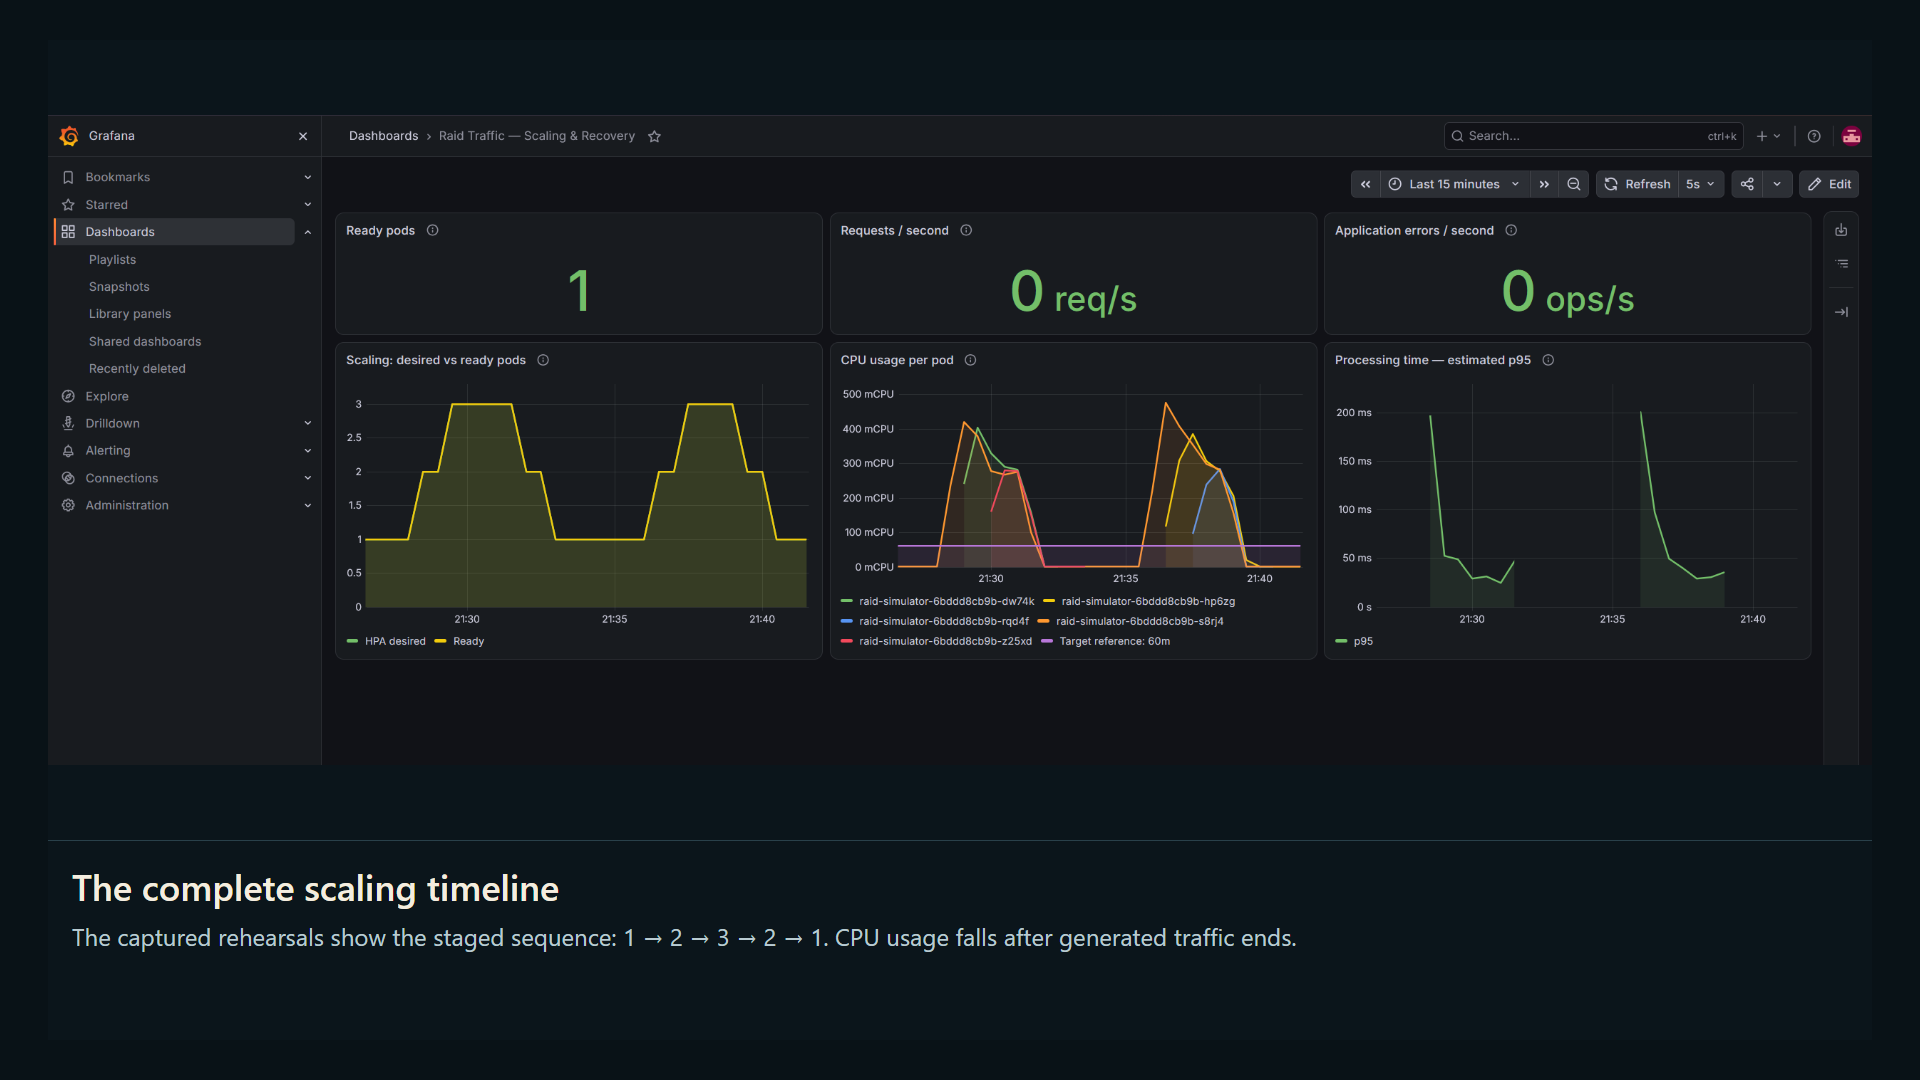 Grafana
Dashboards › Raid Traffic — Scaling & Recovery
Search...
ctrl+k
Bookmarks
Starred
Dashboards
Playlists
Snapshots
Library panels
Shared dashboards
Recently deleted
Explore
Drilldown
Alerting
Connections
Administration
Last 15 minutes
Refresh
5s
Edit
Ready pods
1
Requests / second
0 req/s
Application errors / second
0 ops/s
Scaling: desired vs ready pods
3
2.5
2
1.5
1
0.5
0
21:30 21:35 21:40
HPA desired Ready
CPU usage per pod
500 mCPU
400 mCPU
300 mCPU
200 mCPU
100 mCPU
0 mCPU
21:30 21:35 21:40
raid-simulator-6bddd8cb9b-dw74k raid-simulator-6bddd8cb9b-hp6zg
raid-simulator-6bddd8cb9b-rqd4f raid-simulator-6bddd8cb9b-s8rj4
raid-simulator-6bddd8cb9b-z25xd Target reference: 60m
Processing time — estimated p95
200 ms
150 ms
100 ms
50 ms
0 s
21:30 21:35 21:40
p95
The complete scaling timeline
The captured rehearsals show the staged sequence: 1 → 2 → 3 → 2 → 1. CPU usage falls after generated traffic ends.